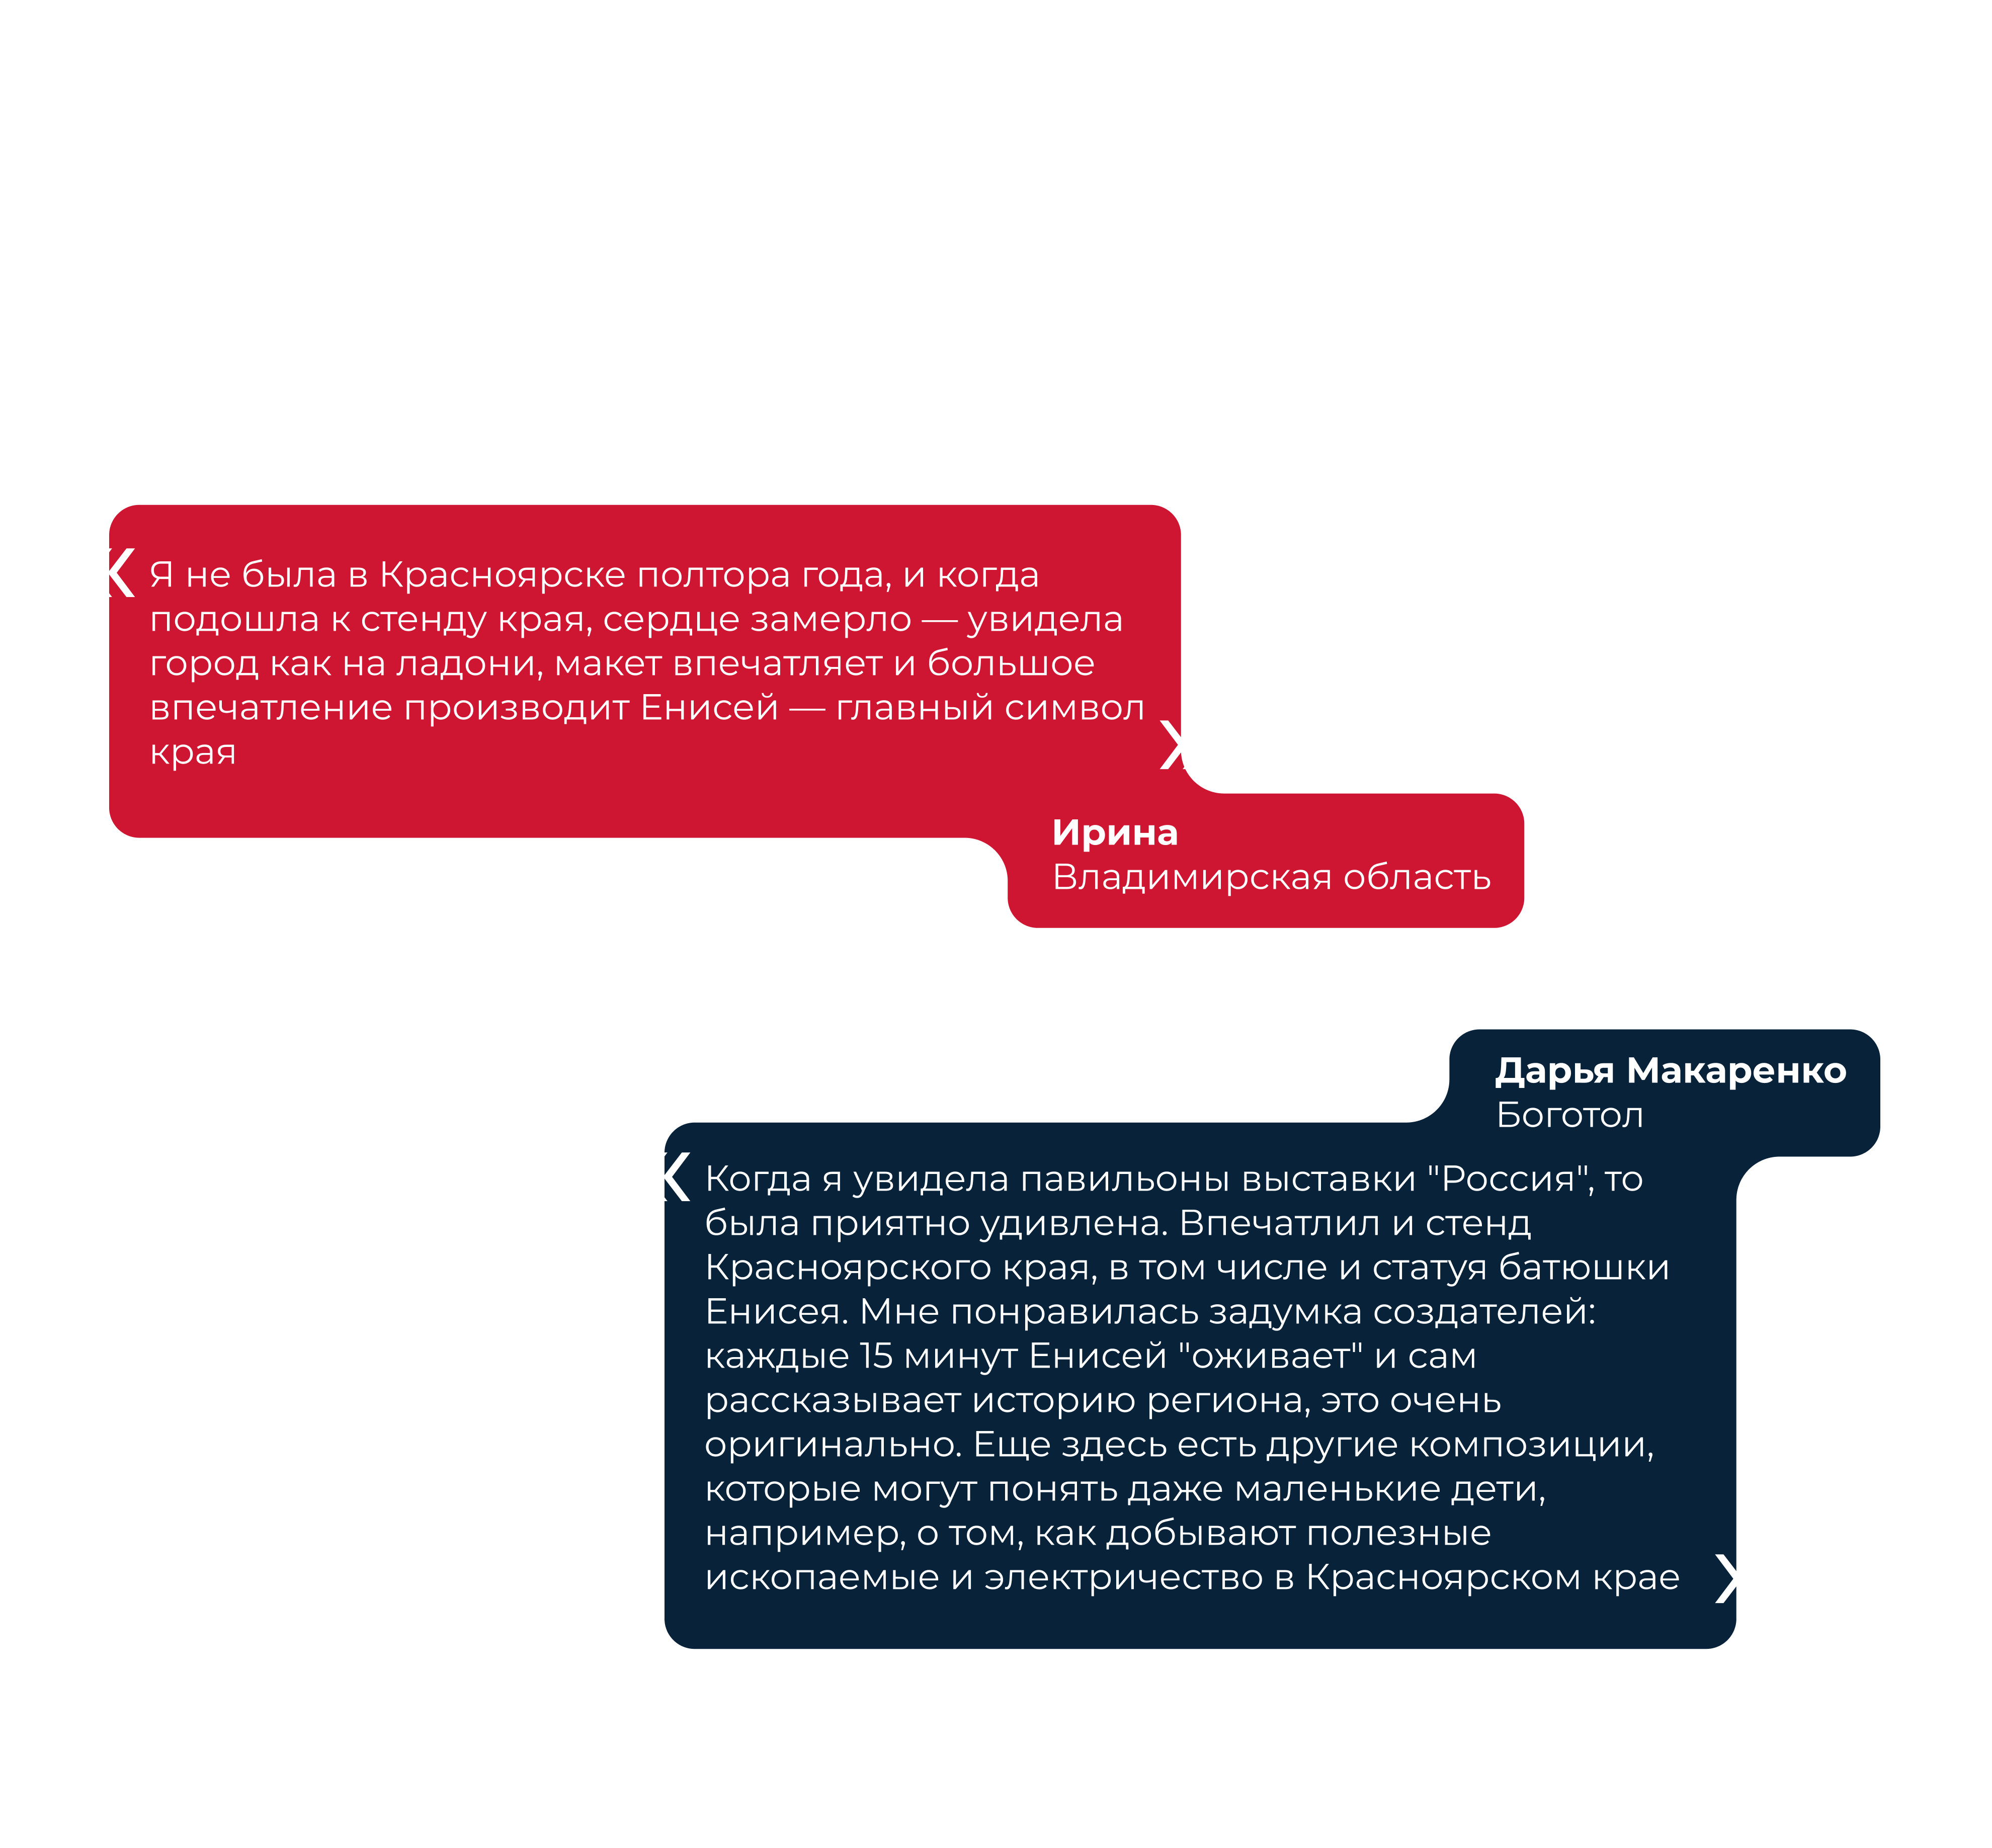 « Я не была в Красноярске полтора года, и когда
подошла к стенду края, сердце замерло — увидела
город как на ладони, макет впечатляет и большое
впечатление производит Енисей — главный символ
края »
Ирина
Владимирская область
Дарья Макаренко
Боготол
« Когда я увидела павильоны выставки "Россия", то
была приятно удивлена. Впечатлил и стенд
Красноярского края, в том числе и статуя батюшки
Енисея. Мне понравилась задумка создателей:
каждые 15 минут Енисей "оживает" и сам
рассказывает историю региона, это очень
оригинально. Еще здесь есть другие композиции,
которые могут понять даже маленькие дети,
например, о том, как добывают полезные
ископаемые и электричество в Красноярском крае »